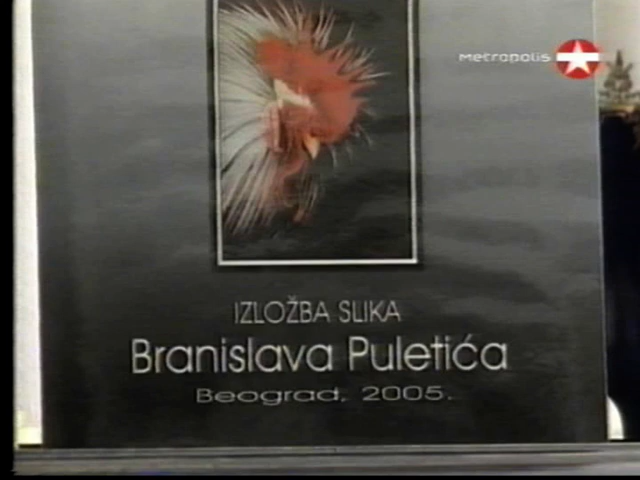 metropolis
IZLOŽBA SLIKA
Branislava Puletića
Beograd, 2005.